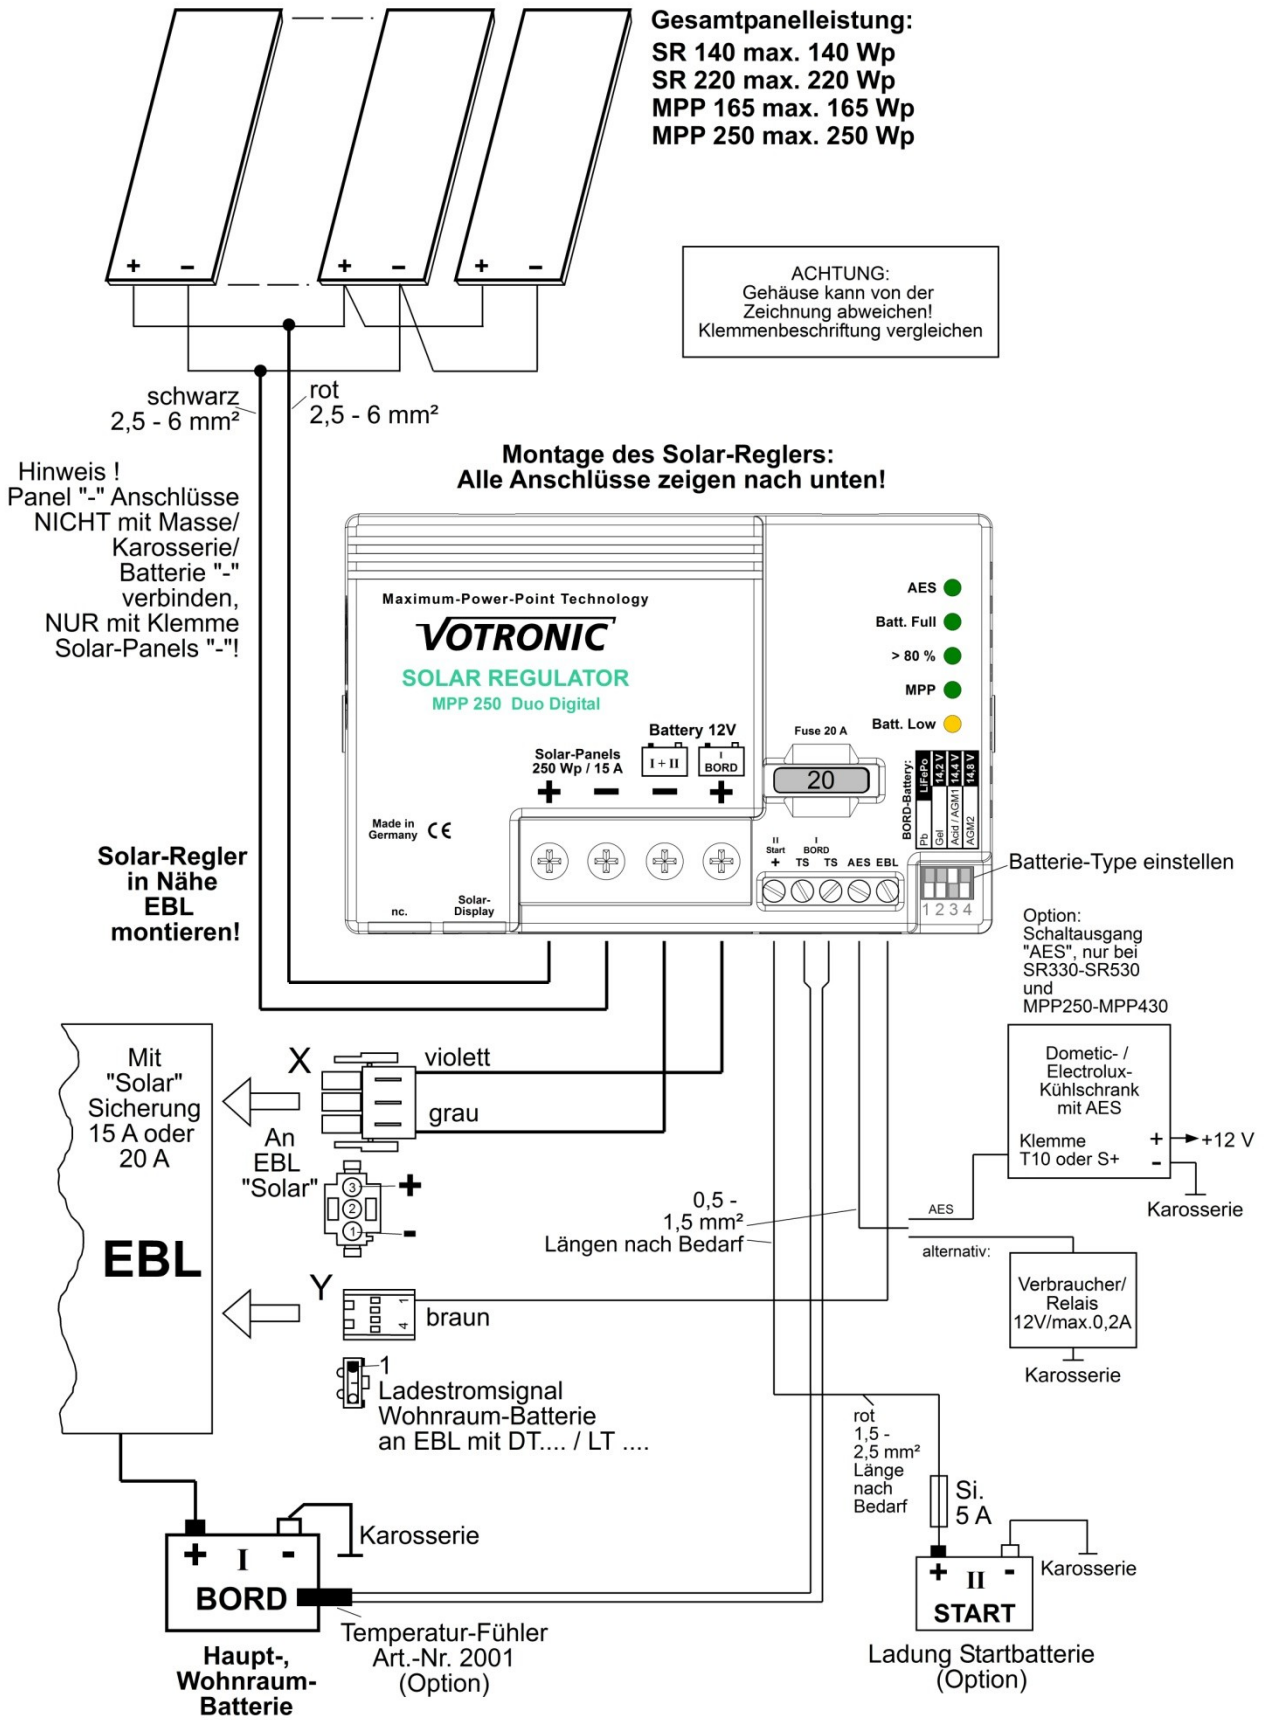 Gesamtpanelleistung:
SR 140 max. 140 Wp
SR 220 max. 220 Wp
MPP 165 max. 165 Wp
MPP 250 max. 250 Wp
+ - + - + -
ACHTUNG:
Gehäuse kann von der
Zeichnung abweichen!
Klemmenbeschriftung vergleichen
schwarz
2,5 - 6 mm²
rot
2,5 - 6 mm²
Hinweis !
Panel "-" Anschlüsse
NICHT mit Masse/
Karosserie/
Batterie "-"
verbinden,
NUR mit Klemme
Solar-Panels "-"!
Montage des Solar-Reglers:
Alle Anschlüsse zeigen nach unten!
Maximum-Power-Point Technology
VOTRONIC
SOLAR REGULATOR
MPP 250 Duo Digital
AES
Batt. Full
> 80 %
MPP
Batt. Low
Solar-Panels
250 Wp / 15 A
+ -
Battery 12V
I + II
-
I
BORD
+
Fuse 20 A
20
BORD-Battery:
LiFePo
14,2 V
14,4 V
14,8 V
Pb
Gel
Acid / AGM1
AGM2
Made in
Germany CE
nc.
Solar-
Display
II
Start
+
I
BORD
TS TS AES EBL
1 2 3 4
Batterie-Type einstellen
Solar-Regler
in Nähe
EBL
montieren!
Option:
Schaltausgang
"AES", nur bei
SR330-SR530
und
MPP250-MPP430
Mit
"Solar"
Sicherung
15 A oder
20 A
EBL
X
violett
grau
An
EBL
"Solar"
3 +
2
1 -
Dometic- /
Electrolux-
Kühlschrank
mit AES
Klemme
T10 oder S+
+
-
+12 V
Karosserie
0,5 -
1,5 mm²
Längen nach Bedarf
AES
alternativ:
Verbraucher/
Relais
12V/max.0,2A
Karosserie
Y
1
4
braun
1
Ladestromsignal
Wohnraum-Batterie
an EBL mit DT.... / LT ....
rot
1,5 -
2,5 mm²
Länge
nach
Bedarf
Si.
5 A
Karosserie
+ I -
BORD
Haupt-,
Wohnraum-
Batterie
Temperatur-Fühler
Art.-Nr. 2001
(Option)
Karosserie
+ II -
START
Ladung Startbatterie
(Option)